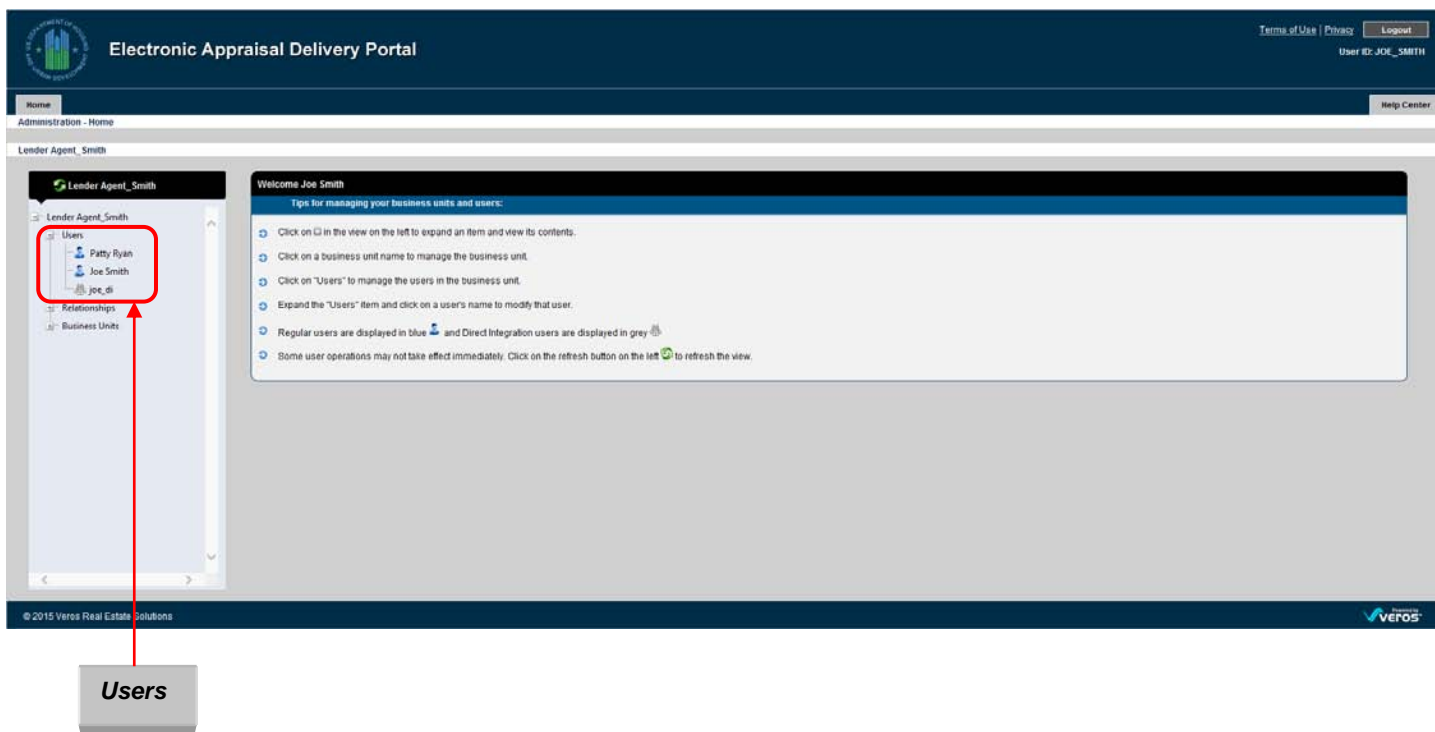 Terms of Use | Privacy Logout
Electronic Appraisal Delivery Portal
User ID: JOE_SMITH
Home Help Center
Administration - Home
Lender Agent_Smith
Lender Agent_Smith
Welcome Joe Smith
Tips for managing your business units and users:
Lender Agent_Smith
Users
Patty Ryan
Joe Smith
joe_di
Relationships
Business Units
Click on in the view on the left to expand an item and view its contents.
Click on a business unit name to manage the business unit.
Click on "Users" to manage the users in the business unit.
Expand the "Users" item and click on a user's name to modify that user.
Regular users are displayed in blue and Direct Integration users are displayed in grey
Some user operations may not take effect immediately. Click on the refresh button on the left to refresh the view.
© 2015 Veros Real Estate Solutions
Powered by
veros
Users